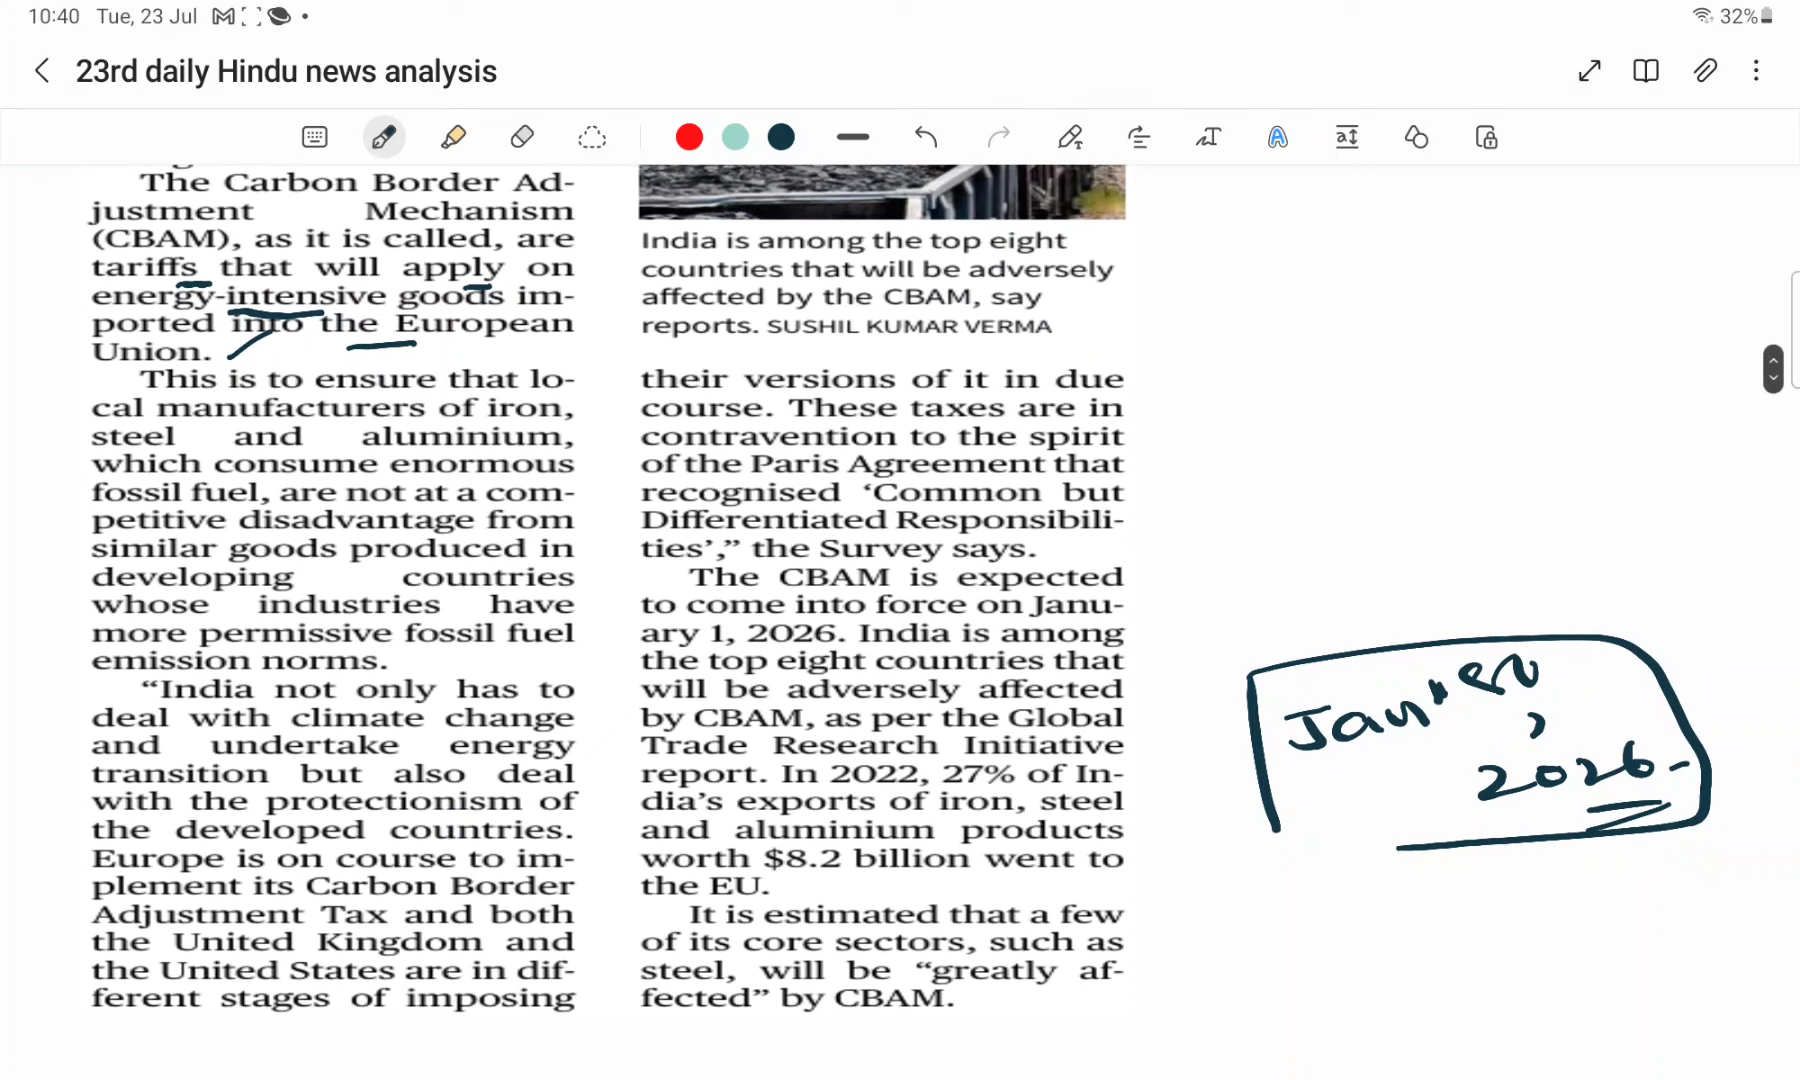 10:40 Tue, 23 Jul
32%
23rd daily Hindu news analysis
The Carbon Border Ad-
justment Mechanism
(CBAM), as it is called, are
tariffs that will apply on
energy-intensive goods im-
ported into the European
Union.
This is to ensure that lo-
cal manufacturers of iron,
steel and aluminium,
which consume enormous
fossil fuel, are not at a com-
petitive disadvantage from
similar goods produced in
developing countries
whose industries have
more permissive fossil fuel
emission norms.
“India not only has to
deal with climate change
and undertake energy
transition but also deal
with the protectionism of
the developed countries.
Europe is on course to im-
plement its Carbon Border
Adjustment Tax and both
the United Kingdom and
the United States are in dif-
ferent stages of imposing
India is among the top eight
countries that will be adversely
affected by the CBAM, say
reports. SUSHIL KUMAR VERMA
their versions of it in due
course. These taxes are in
contravention to the spirit
of the Paris Agreement that
recognised ‘Common but
Differentiated Responsibili-
ties’,” the Survey says.
The CBAM is expected
to come into force on Janu-
ary 1, 2026. India is among
the top eight countries that
will be adversely affected
by CBAM, as per the Global
Trade Research Initiative
report. In 2022, 27% of In-
dia’s exports of iron, steel
and aluminium products
worth $8.2 billion went to
the EU.
It is estimated that a few
of its core sectors, such as
steel, will be “greatly af-
fected” by CBAM.
2026